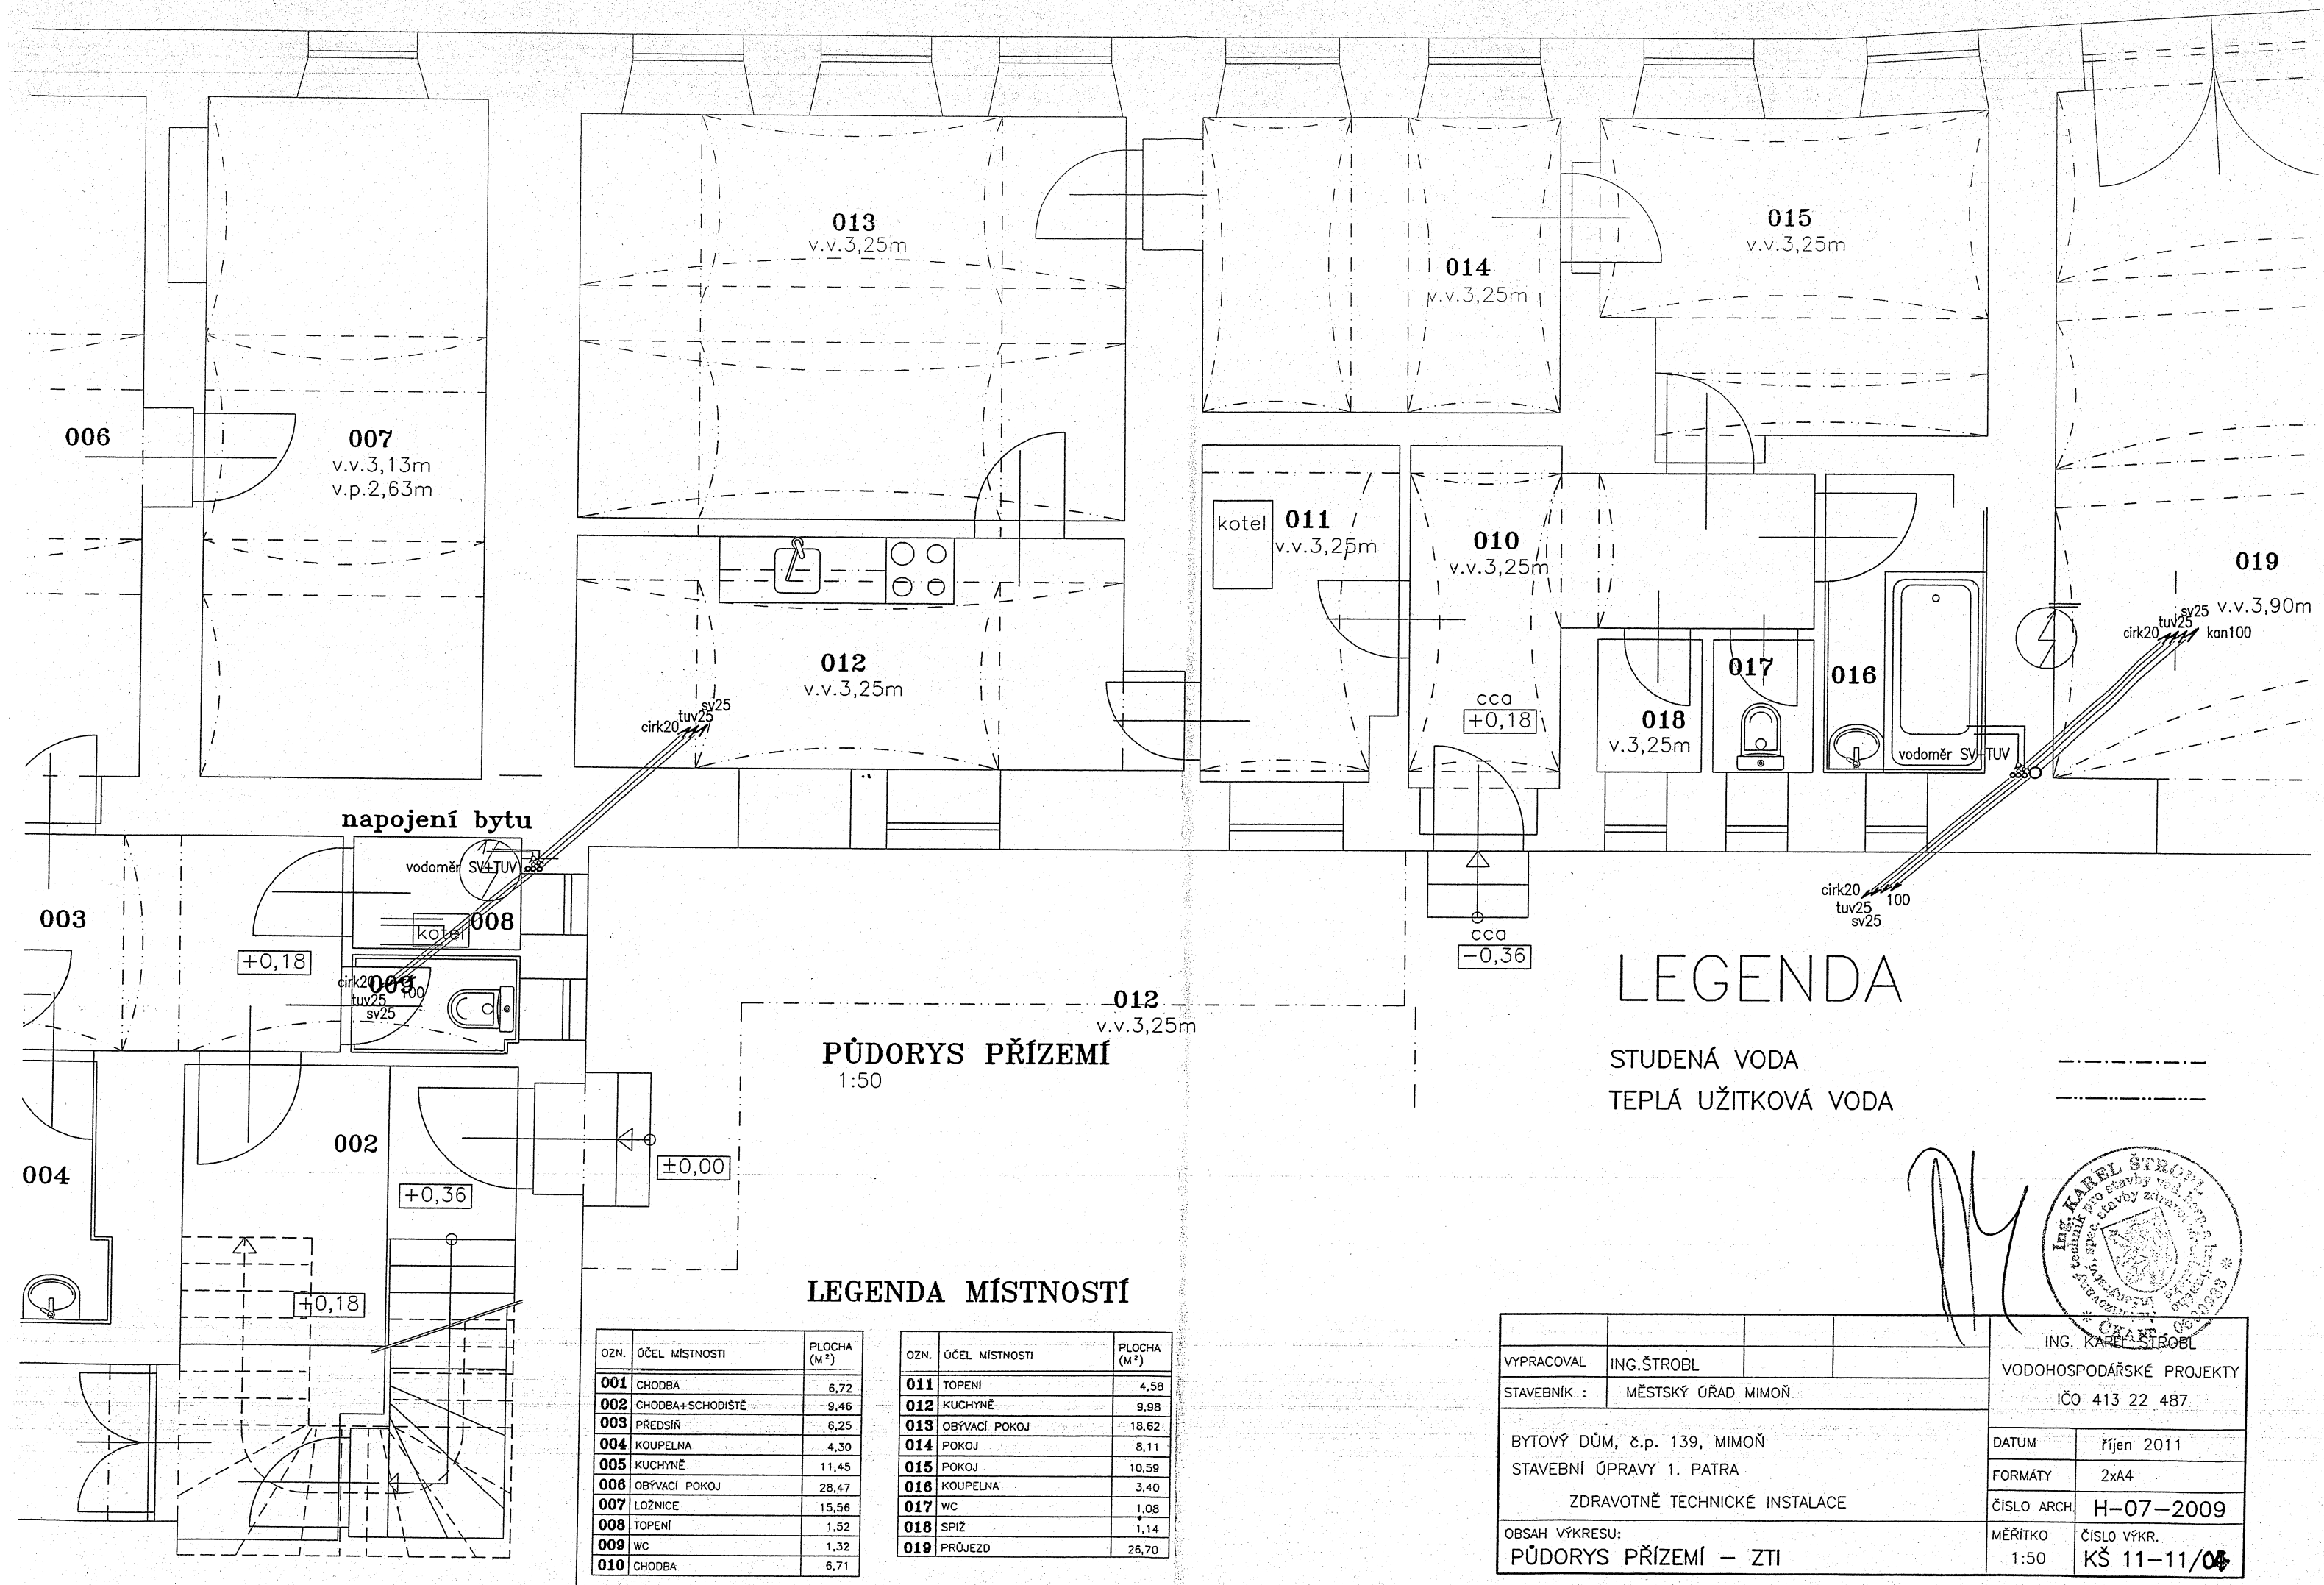 013
v.v.3,25m
015
v.v.3,25m
014
v.v.3,25m
006
007
v.v.3,13m
v.p.2,63m
kotel
011
v.v.3,25m
010
v.v.3,25m
019
v.v.3,90m
sv25
tuv25
cirk20
kan100
012
v.v.3,25m
sv25
tuv25
cirk20
cca
+0,18
018
v.3,25m
017
016
vodoměr SV+TUV
napojení bytu
vodoměr SV+TUV
003
kotel
008
+0,18
cirk20
009
100
tuv25
sv25
cirk20
100
tuv25
sv25
cca
-0,36
LEGENDA
012
v.v.3,25m
PŮDORYS PŘÍZEMÍ
1:50
STUDENÁ VODA
TEPLÁ UŽITKOVÁ VODA
002
±0,00
004
+0,36
+0,18
LEGENDA MÍSTNOSTÍ
OZN. ÚČEL MÍSTNOSTI PLOCHA (M²)
001 CHODBA 6,72
002 CHODBA+SCHODIŠTĚ 9,46
003 PŘEDSÍŇ 6,25
004 KOUPELNA 4,30
005 KUCHYNĚ 11,45
006 OBÝVACÍ POKOJ 28,47
007 LOŽNICE 15,56
008 TOPENÍ 1,52
009 WC 1,32
010 CHODBA 6,71
OZN. ÚČEL MÍSTNOSTI PLOCHA (M²)
011 TOPENÍ 4,58
012 KUCHYNĚ 9,98
013 OBÝVACÍ POKOJ 18,62
014 POKOJ 8,11
015 POKOJ 10,59
016 KOUPELNA 3,40
017 WC 1,08
018 SPÍŽ 1,14
019 PRŮJEZD 26,70
Ing. KAREL ŠTROBL
VYPRACOVAL ING.ŠTROBL
STAVEBNÍK : MĚSTSKÝ ÚŘAD MIMOŇ
ING. KAREL ŠTROBL
VODOHOSPODÁŘSKÉ PROJEKTY
IČO 413 22 487
BYTOVÝ DŮM, č.p. 139, MIMOŇ
STAVEBNÍ ÚPRAVY 1. PATRA
ZDRAVOTNĚ TECHNICKÉ INSTALACE
DATUM říjen 2011
FORMÁTY 2xA4
ČÍSLO ARCH. H-07-2009
OBSAH VÝKRESU:
PŮDORYS PŘÍZEMÍ - ZTI
MĚŘÍTKO
1:50
ČÍSLO VÝKR.
KŠ 11-11/